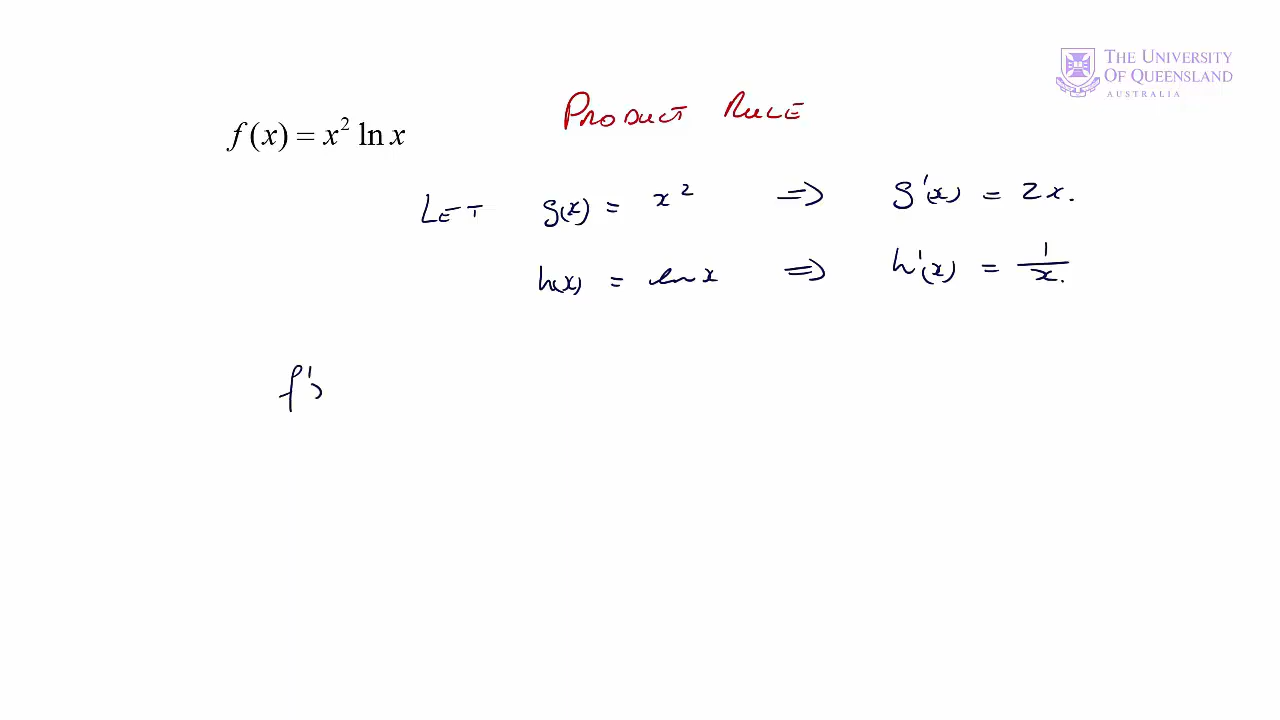 THE UNIVERSITY
OF QUEENSLAND
AUSTRALIA
PRODUCT RULE
f(x) = x² ln x
LET g(x) = x² ⇒ g'(x) = 2x.
h(x) = ln x ⇒ h'(x) = 1/x.
f'